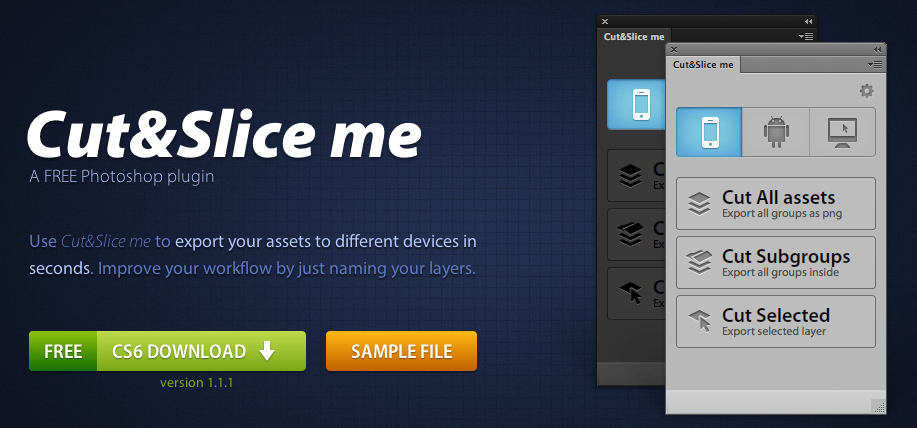 Cut&Slice me
A FREE Photoshop plugin
Use Cut&Slice me to export your assets to different devices in
seconds. Improve your workflow by just naming your layers.
FREE CS6 DOWNLOAD
SAMPLE FILE
version 1.1.1
Cut&Slice me
C
Ex
C
Ex
C
Ex
Cut&Slice me
Cut All assets
Export all groups as png
Cut Subgroups
Export all groups inside
Cut Selected
Export selected layer